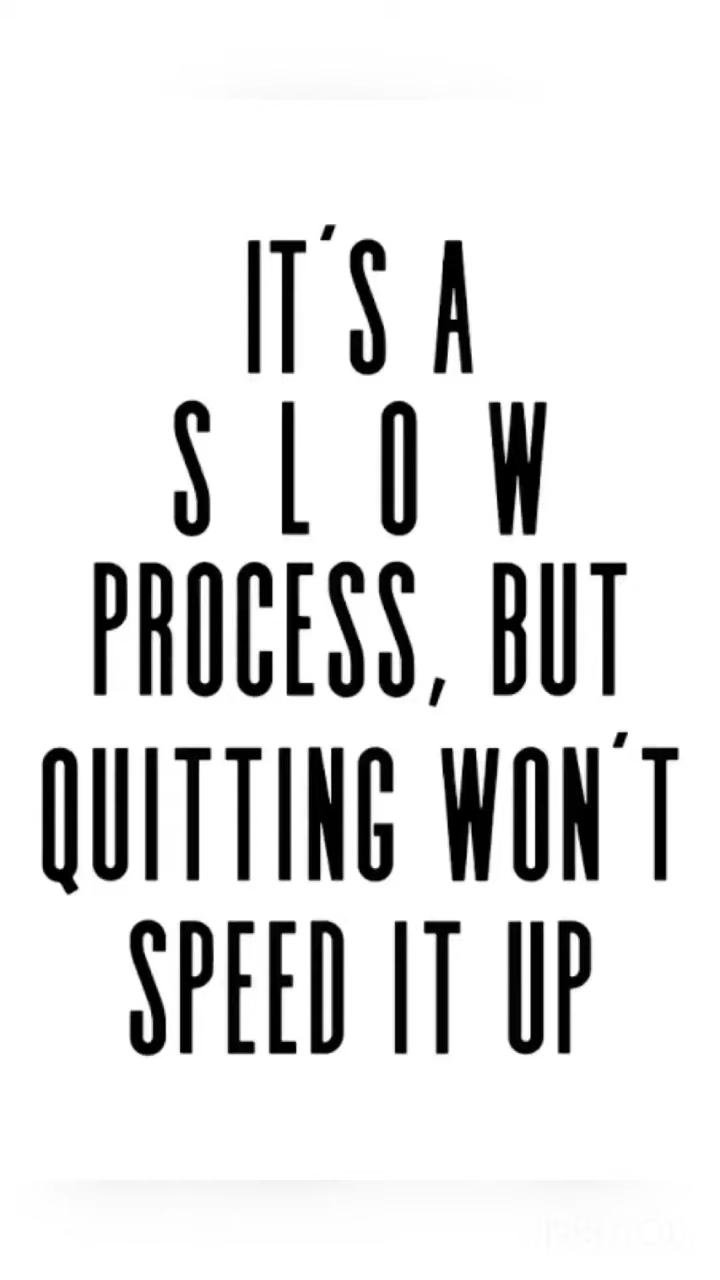 IT'S A
S L O W
PROCESS, BUT
QUITTING WON'T
SPEED IT UP